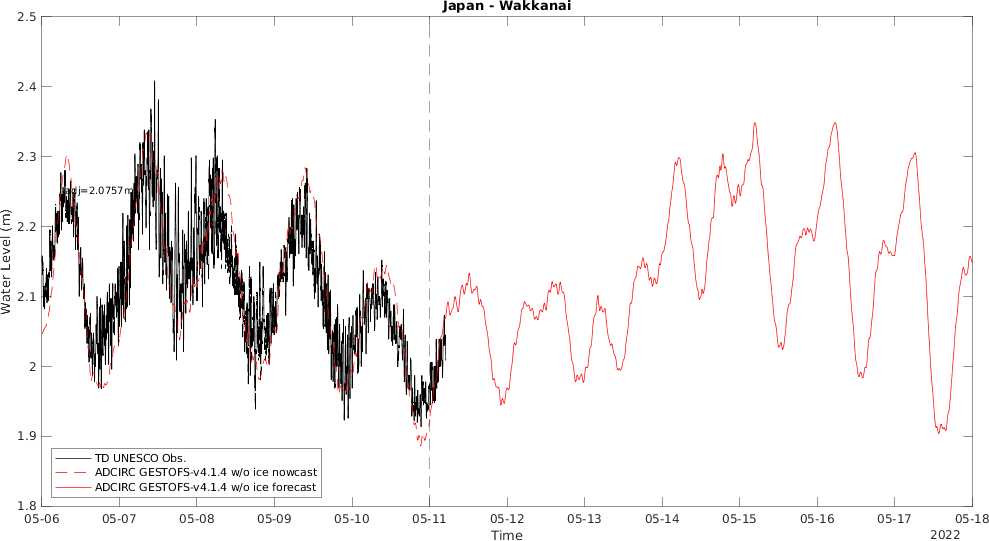 Japan - Wakkanai
2.5
2.4
2.3
2.2
2.1
2
1.9
1.8
Water Level (m)
adj=2.0757m
TD UNESCO Obs.
ADCIRC GESTOFS-v4.1.4 w/o ice nowcast
ADCIRC GESTOFS-v4.1.4 w/o ice forecast
05-06 05-07 05-08 05-09 05-10 05-11 05-12 05-13 05-14 05-15 05-16 05-17 05-18
Time
2022